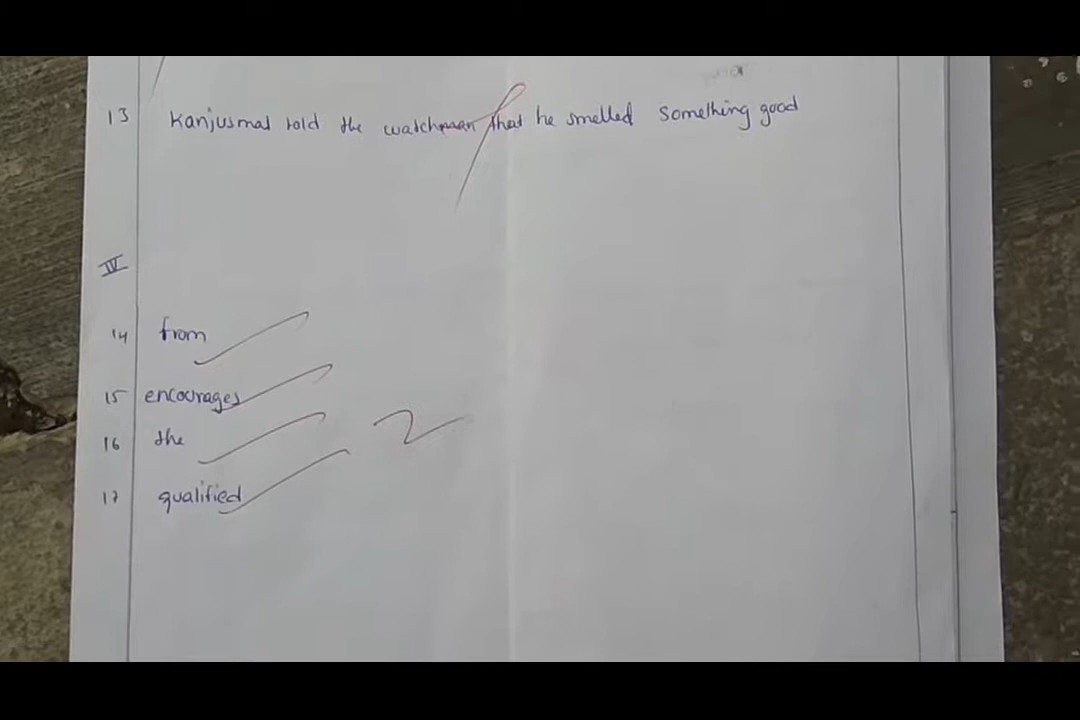 13 Kanjusmal told the watchman that he smelled something good
IV
14 from
15 encourages
16 the
2
17 qualified